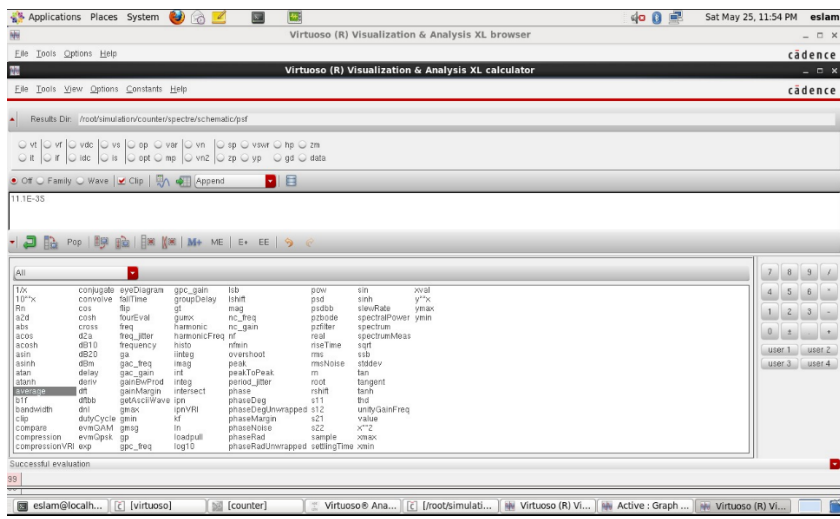 Applications Places System Sat May 25, 11:54 PM eslam
Virtuoso (R) Visualization & Analysis XL browser
File Tools Options Help cādence
Virtuoso (R) Visualization & Analysis XL calculator
File Tools View Options Constants Help cādence
Results Dir: /root/simulation/counter/spectre/schematic/psf
vt vf vdc vs op var vn sp vswr hp zm
it if idc is opt mp vn2 zp yp gd data
Off Family Wave Clip Append
11.1E-3S
Pop M+ ME E+ EE
All 7 8 9 /
1/x conjugate eyeDiagram gpc_gain lsb pow sin xval
10**x convolve fallTime groupDelay lshift psd sinh y**x 4 5 6 *
Rn cos flip gt mag psdbb slewRate ymax
a2d cosh fourEval gumx nc_freq pzbode spectralPower ymin
abs cross freq harmonic nc_gain pzfilter spectrum 1 2 3 -
acos d2a freq_jitter harmonicFreq nf real spectrumMeas
acosh dB10 frequency histo nfmin riseTime sqrt
asin dB20 ga iinteg overshoot rms ssb 0 ± . +
asinh dBm gac_freq imag peak rmsNoise stddev
atan delay gac_gain int peakToPeak rn tan user 1 user 2
atanh deriv gainBwProd integ period_jitter root tangent
average dft gainMargin intersect phase rshift tanh user 3 user 4
b1f dftbb getAsciiWave ipn phaseDeg s11 thd
bandwidth dnl gmax ipnVRI phaseDegUnwrapped s12 unityGainFreq
clip dutyCycle gmin kf phaseMargin s21 value
compare evmQAM gmsg ln phaseNoise s22 x**2
compression evmQpsk gp loadpull phaseRad sample xmax
compressionVRI exp gpc_freq log10 phaseRadUnwrapped settlingTime xmin
Successful evaluation
99
eslam@localh... [virtuoso] [counter] Virtuoso® Ana... [/root/simulati... Virtuoso (R) Vi... Active : Graph ... Virtuoso (R) Vi...